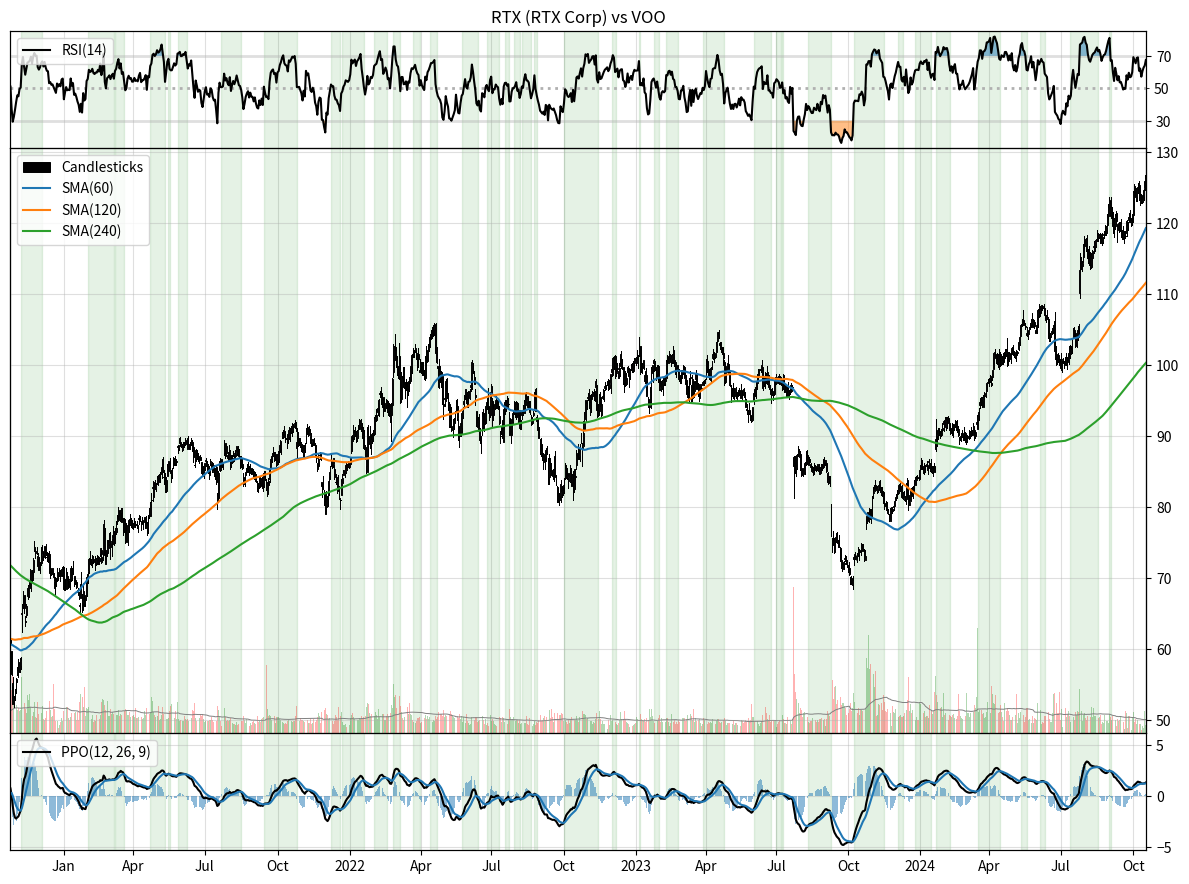 RTX (RTX Corp) vs VOO
RSI(14)
70
50
30
Candlesticks
SMA(60)
SMA(120)
SMA(240)
130
120
110
100
90
80
70
60
50
PPO(12, 26, 9)
5
0
−5
Jan Apr Jul Oct 2022 Apr Jul Oct 2023 Apr Jul Oct 2024 Apr Jul Oct